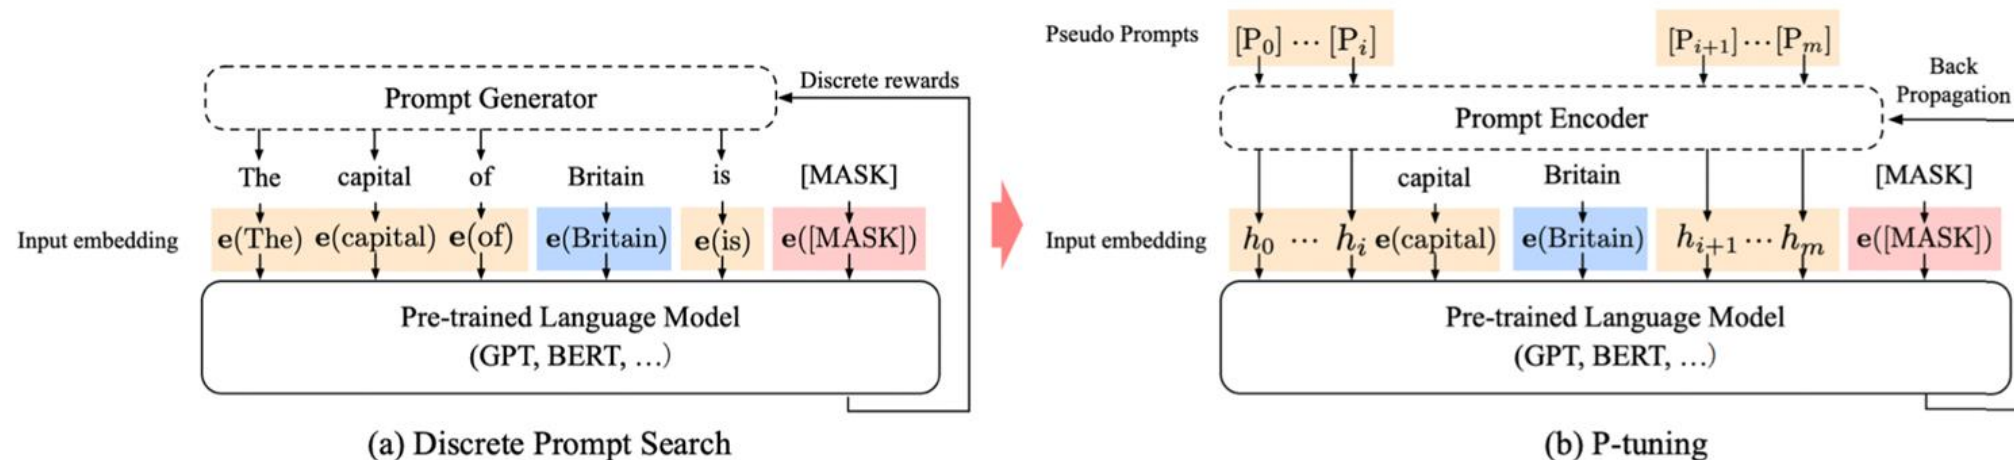 Prompt Generator
Discrete rewards
The capital of Britain is [MASK]
Input embedding e(The) e(capital) e(of) e(Britain) e(is) e([MASK])
Pre-trained Language Model
(GPT, BERT, …)
(a) Discrete Prompt Search
Pseudo Prompts [P₀] ⋯ [Pᵢ] [Pᵢ₊₁] ⋯ [Pₘ]
Back
Propagation
Prompt Encoder
capital Britain [MASK]
Input embedding h₀ ⋯ hᵢ e(capital) e(Britain) hᵢ₊₁ ⋯ hₘ e([MASK])
Pre-trained Language Model
(GPT, BERT, …)
(b) P-tuning